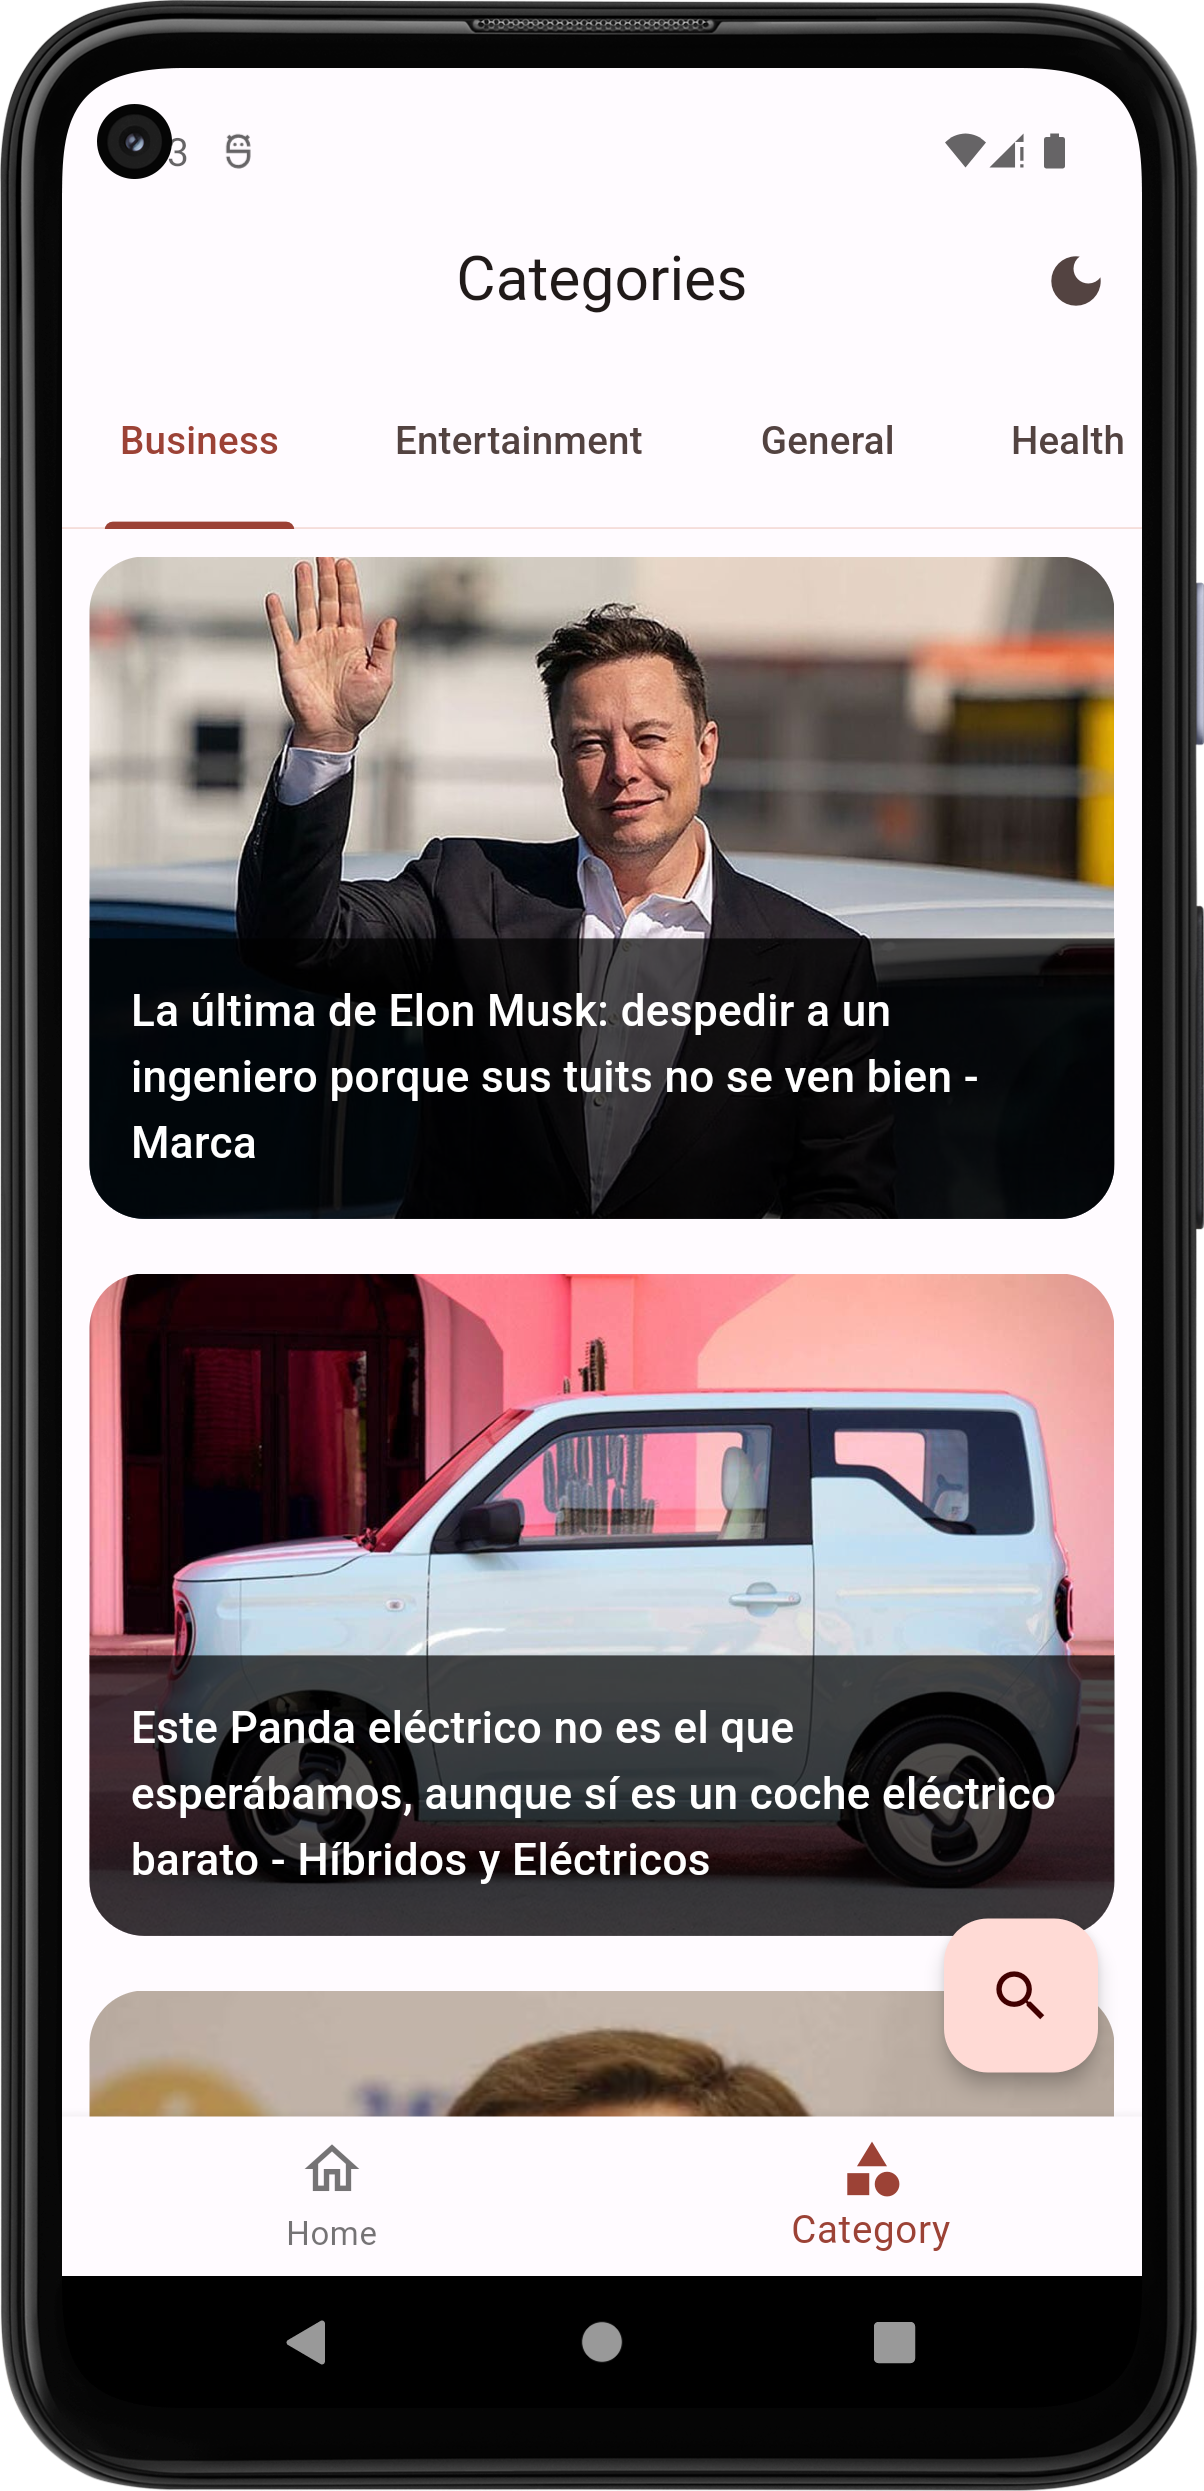 3
Categories
Business Entertainment General Health
La última de Elon Musk: despedir a un
ingeniero porque sus tuits no se ven bien -
Marca
Este Panda eléctrico no es el que
esperábamos, aunque sí es un coche eléctrico
barato - Híbridos y Eléctricos
Home Category